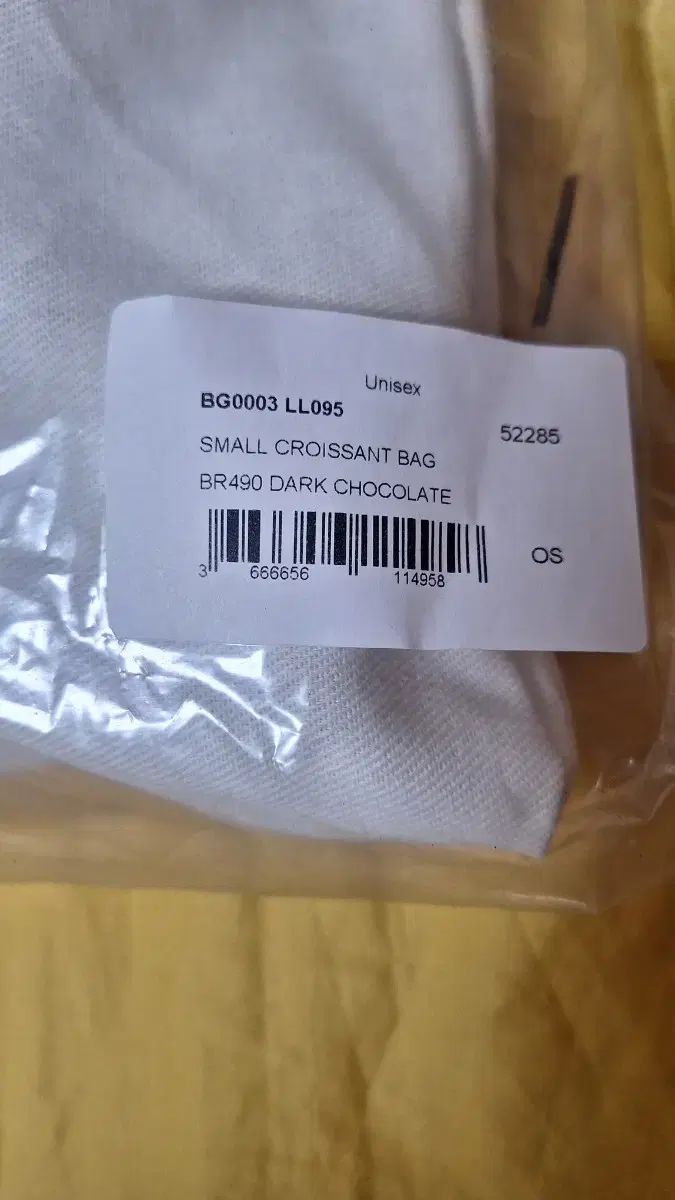 Unisex
BG0003 LL095
52285
SMALL CROISSANT BAG
BR490 DARK CHOCOLATE
OS
3 666656 114958